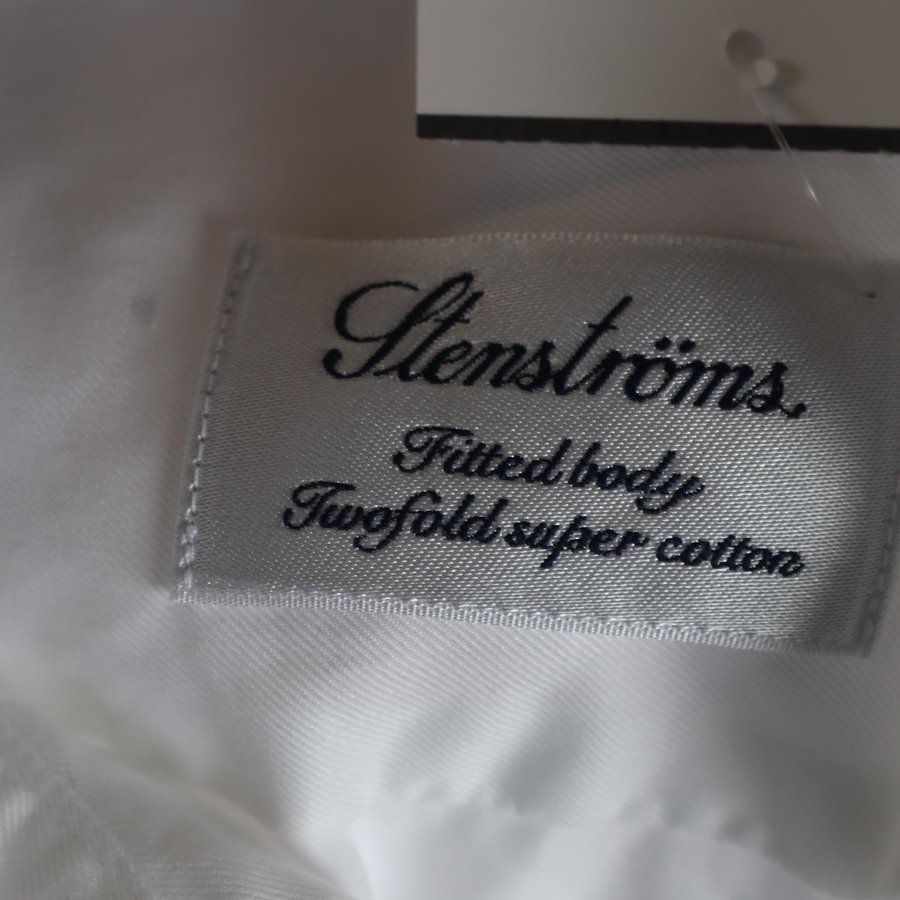 Stenströms
Fitted body
Twofold super cotton